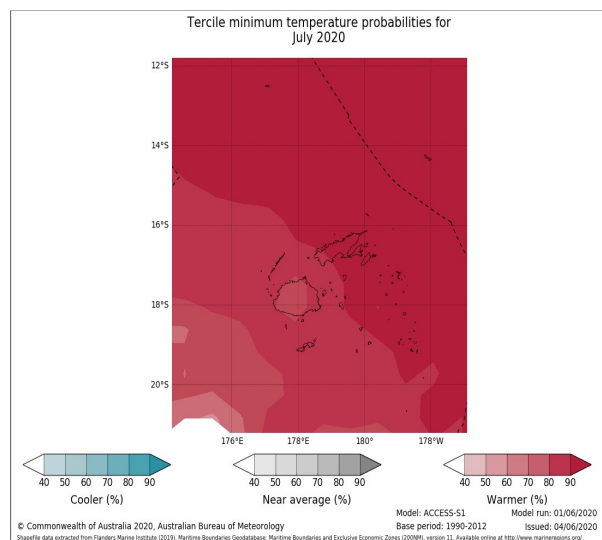 Tercile minimum temperature probabilities for
July 2020
12°S
14°S
16°S
18°S
20°S
176°E 178°E 180° 178°W
40 50 60 70 80 90
Cooler (%)
40 50 60 70 80 90
Near average (%)
40 50 60 70 80 90
Warmer (%)
Model: ACCESS-S1 Model run: 01/06/2020
© Commonwealth of Australia 2020, Australian Bureau of Meteorology Base period: 1990-2012 Issued: 04/06/2020
Shapefile data extracted from Flanders Marine Institute (2019). Maritime Boundaries Geodatabase: Maritime Boundaries and Exclusive Economic Zones (200NM), version 11. Available online at http://www.marineregions.org/.